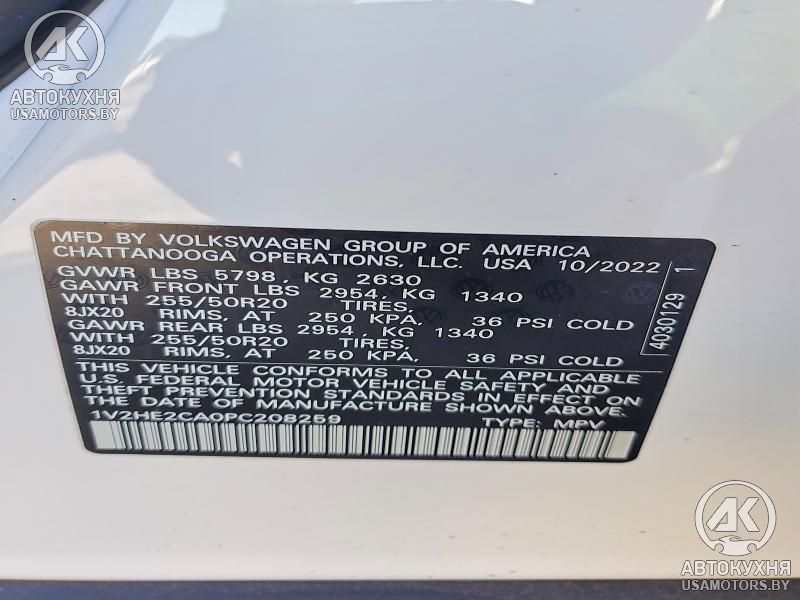 AK
АВТОКУХНЯ
USAMOTORS.BY
MFD BY VOLKSWAGEN GROUP OF AMERICA
CHATTANOOGA OPERATIONS, LLC. USA 10/2022
GVWR LBS 5798 , KG 2630
GAWR FRONT LBS 2954, KG 1340
WITH 255/50R20 TIRES,
8JX20 RIMS, AT 250 KPA, 36 PSI COLD
GAWR REAR LBS 2954, KG 1340
WITH 255/50R20 TIRES,
8JX20 RIMS, AT 250 KPA, 36 PSI COLD
THIS VEHICLE CONFORMS TO ALL APPLICABLE
U.S. FEDERAL MOTOR VEHICLE SAFETY AND
THEFT PREVENTION STANDARDS IN EFFECT ON
THE DATE OF MANUFACTURE SHOWN ABOVE.
1V2HE2CA0PC208259 TYPE: MPV
4030129 1
AK
АВТОКУХНЯ
USAMOTORS.BY